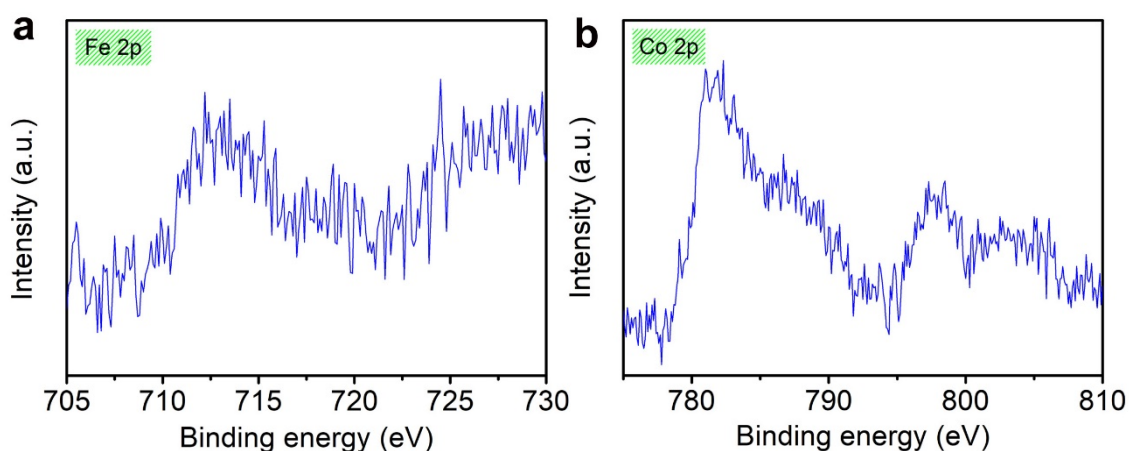 a
Fe 2p
Intensity (a.u.)
705 710 715 720 725 730
Binding energy (eV)
b
Co 2p
Intensity (a.u.)
780 790 800 810
Binding energy (eV)